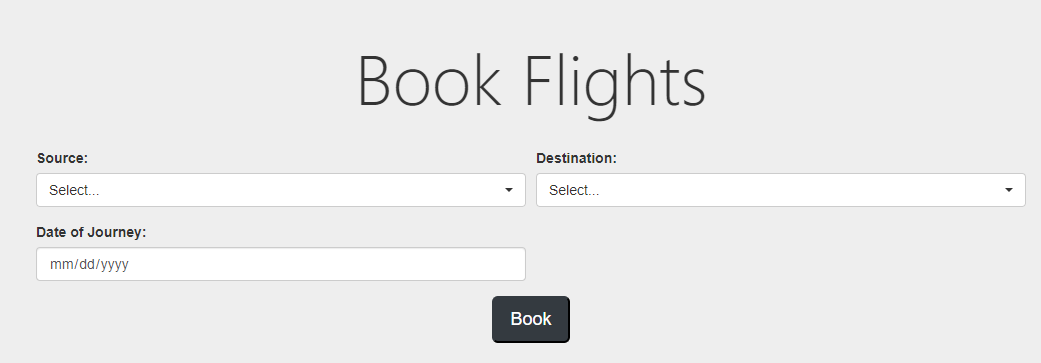 Book Flights
Source: Destination:
Select... Select...
Date of Journey:
mm/dd/yyyy
Book